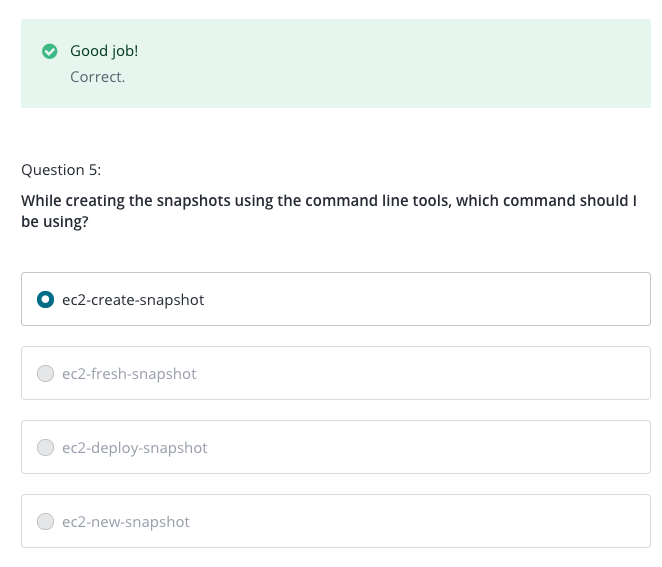 Good job!
Correct.
Question 5:
While creating the snapshots using the command line tools, which command should I
be using?
ec2-create-snapshot
ec2-fresh-snapshot
ec2-deploy-snapshot
ec2-new-snapshot